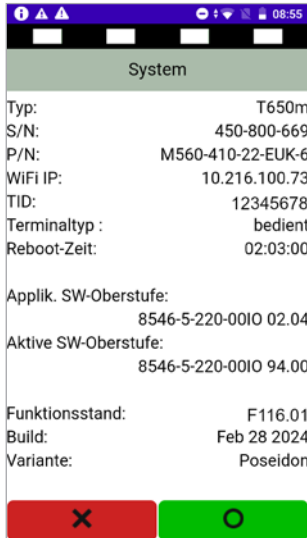 08:55
System
Typ: T650m
S/N: 450-800-669
P/N: M560-410-22-EUK-6
WiFi IP: 10.216.100.73
TID: 12345678
Terminaltyp : bedient
Reboot-Zeit: 02:03:00
Applik. SW-Oberstufe:
8546-5-220-00IO 02.04
Aktive SW-Oberstufe:
8546-5-220-00IO 94.00
Funktionsstand: F116.01
Build: Feb 28 2024
Variante: Poseidon